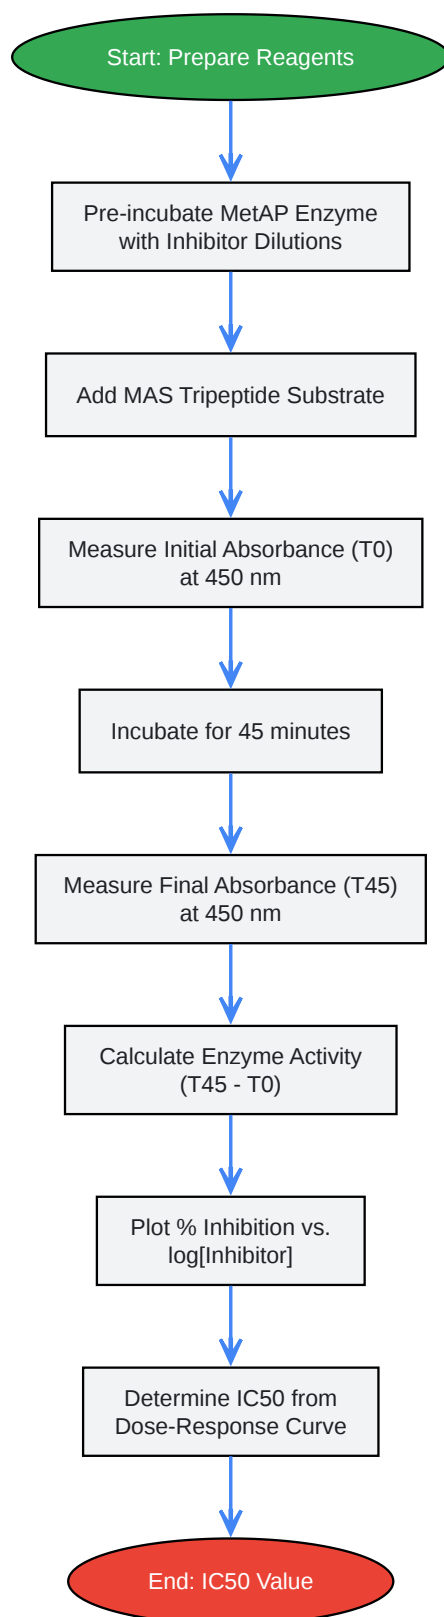 Start: Prepare Reagents
Pre-incubate MetAP Enzyme
with Inhibitor Dilutions
Add MAS Tripeptide Substrate
Measure Initial Absorbance (T0)
at 450 nm
Incubate for 45 minutes
Measure Final Absorbance (T45)
at 450 nm
Calculate Enzyme Activity
(T45 - T0)
Plot % Inhibition vs.
log[Inhibitor]
Determine IC50 from
Dose-Response Curve
End: IC50 Value